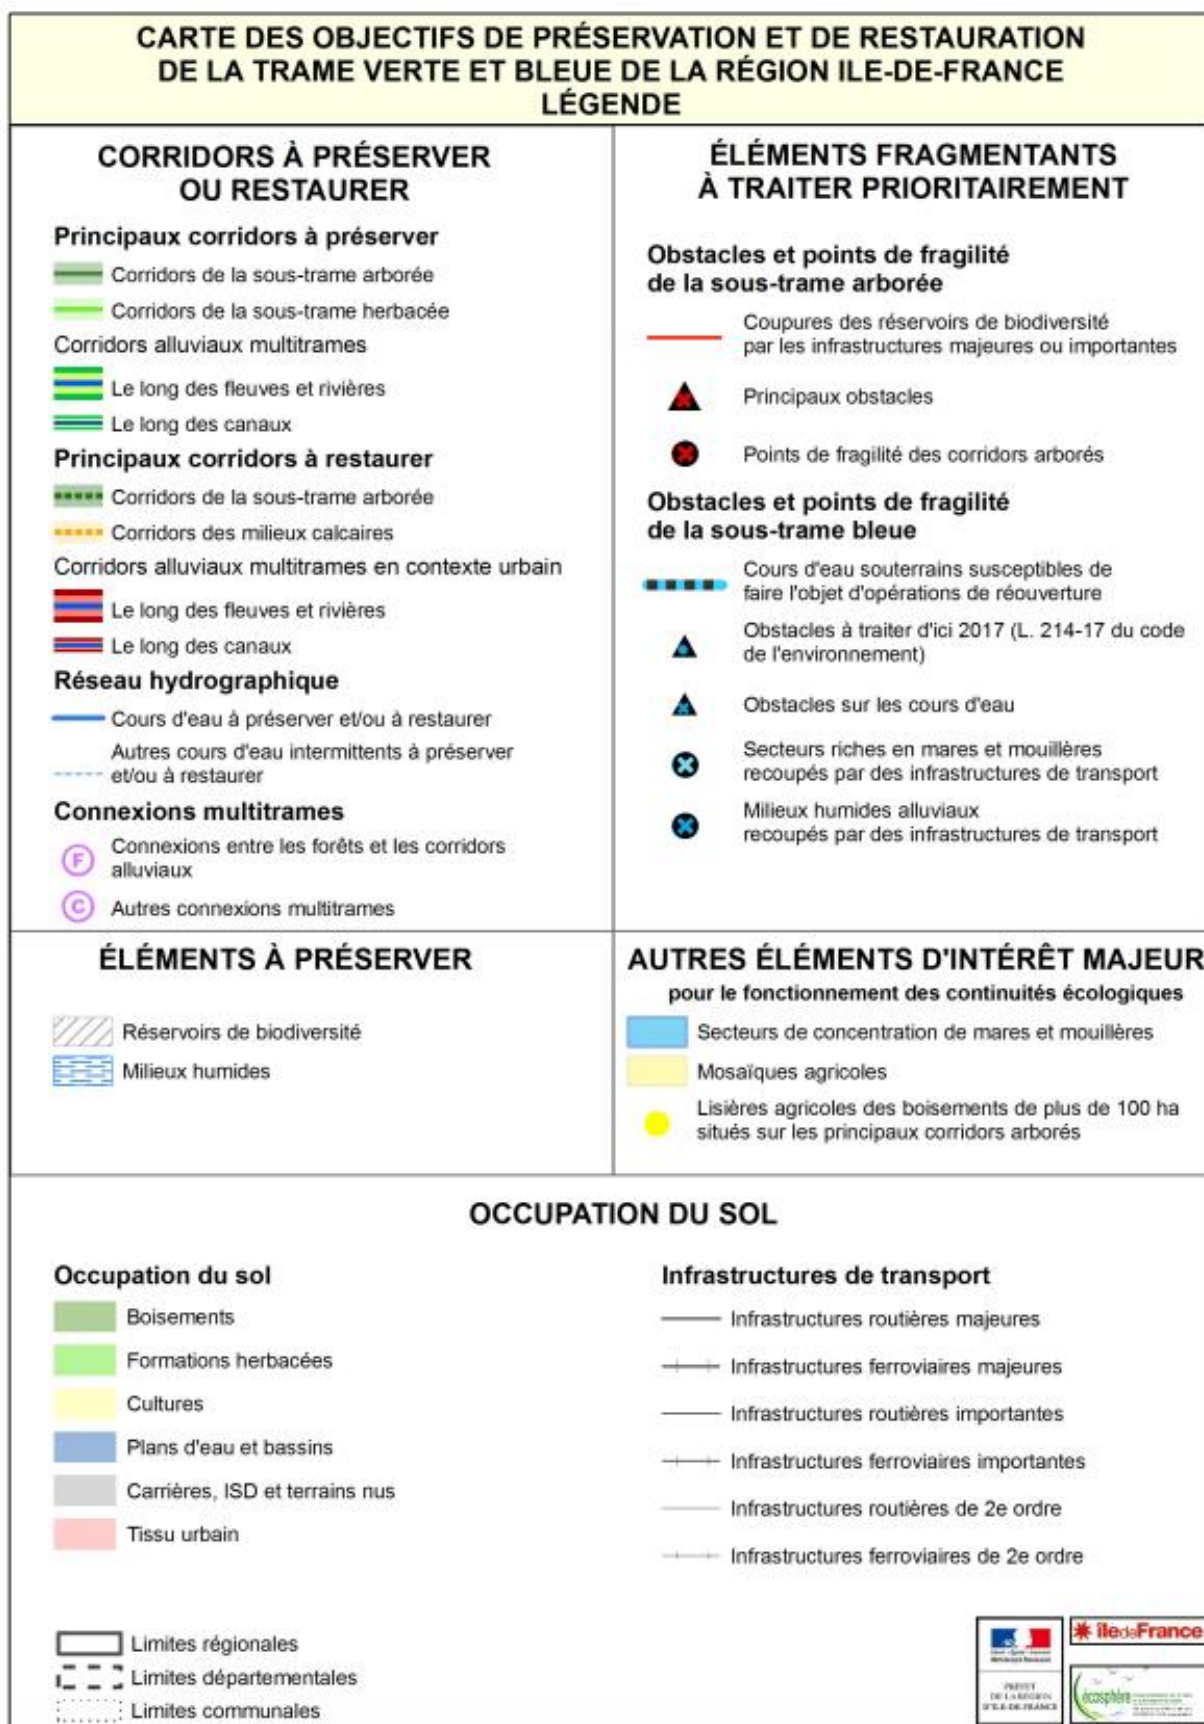 CARTE DES OBJECTIFS DE PRÉSERVATION ET DE RESTAURATION
DE LA TRAME VERTE ET BLEUE DE LA RÉGION ILE-DE-FRANCE
LÉGENDE
CORRIDORS À PRÉSERVER
OU RESTAURER
Principaux corridors à préserver
Corridors de la sous-trame arborée
Corridors de la sous-trame herbacée
Corridors alluviaux multitrames
Le long des fleuves et rivières
Le long des canaux
Principaux corridors à restaurer
Corridors de la sous-trame arborée
Corridors des milieux calcaires
Corridors alluviaux multitrames en contexte urbain
Le long des fleuves et rivières
Le long des canaux
Réseau hydrographique
Cours d'eau à préserver et/ou à restaurer
Autres cours d'eau intermittents à préserver
et/ou à restaurer
Connexions multitrames
F
Connexions entre les forêts et les corridors
alluviaux
C
Autres connexions multitrames
ÉLÉMENTS FRAGMENTANTS
À TRAITER PRIORITAIREMENT
Obstacles et points de fragilité
de la sous-trame arborée
Coupures des réservoirs de biodiversité
par les infrastructures majeures ou importantes
Principaux obstacles
Points de fragilité des corridors arborés
Obstacles et points de fragilité
de la sous-trame bleue
Cours d'eau souterrains susceptibles de
faire l'objet d'opérations de réouverture
Obstacles à traiter d'ici 2017 (L. 214-17 du code
de l'environnement)
Obstacles sur les cours d'eau
Secteurs riches en mares et mouillères
recoupés par des infrastructures de transport
Milieux humides alluviaux
recoupés par des infrastructures de transport
ÉLÉMENTS À PRÉSERVER
Réservoirs de biodiversité
Milieux humides
AUTRES ÉLÉMENTS D'INTÉRÊT MAJEUR
pour le fonctionnement des continuités écologiques
Secteurs de concentration de mares et mouillères
Mosaïques agricoles
Lisières agricoles des boisements de plus de 100 ha
situés sur les principaux corridors arborés
OCCUPATION DU SOL
Occupation du sol
Boisements
Formations herbacées
Cultures
Plans d'eau et bassins
Carrières, ISD et terrains nus
Tissu urbain
Infrastructures de transport
Infrastructures routières majeures
Infrastructures ferroviaires majeures
Infrastructures routières importantes
Infrastructures ferroviaires importantes
Infrastructures routières de 2e ordre
Infrastructures ferroviaires de 2e ordre
Limites régionales
Limites départementales
Limites communales
PRÉFET
DE LA RÉGION
D'ILE-DE-FRANCE
îledeFrance
écosphère